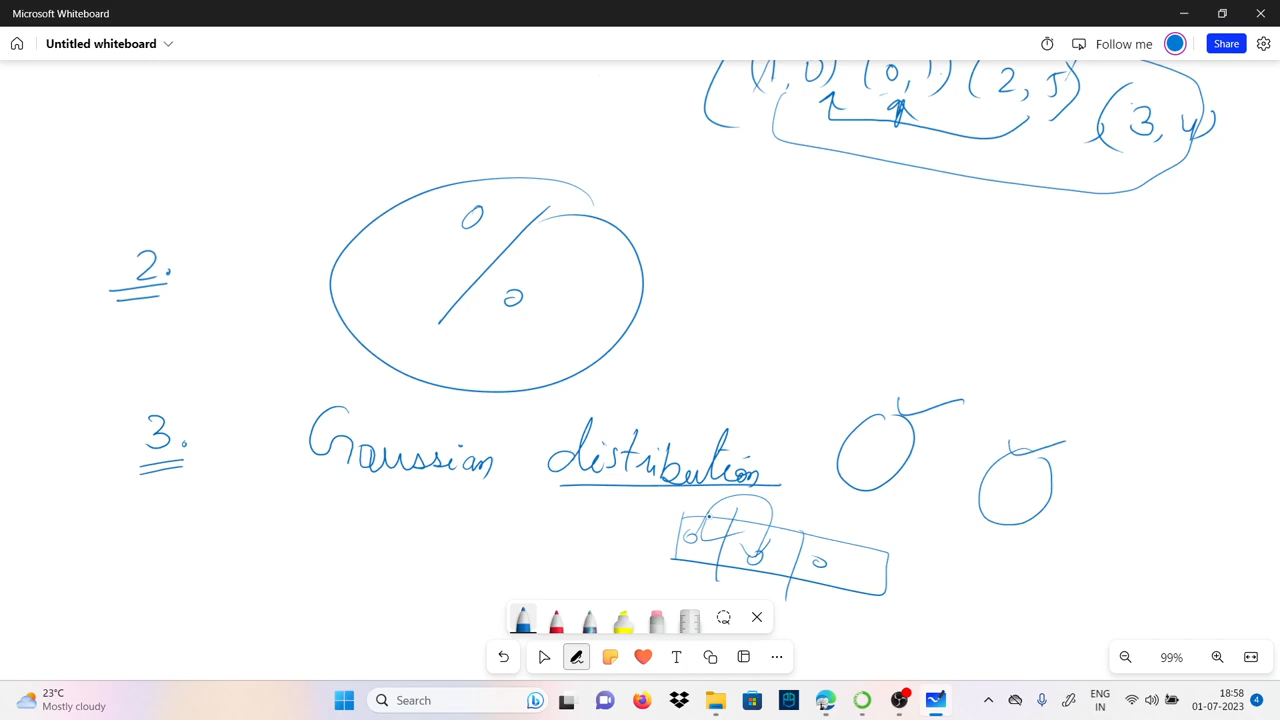 Microsoft Whiteboard
Untitled whiteboard
Follow me
Share
(1, 0) (0, 1) (2, 5), (3, 4)
2.
3. Gaussian distribution
99%
23°C
Mostly cloudy
Search
ENG
IN
18:58
01-07-2023
4